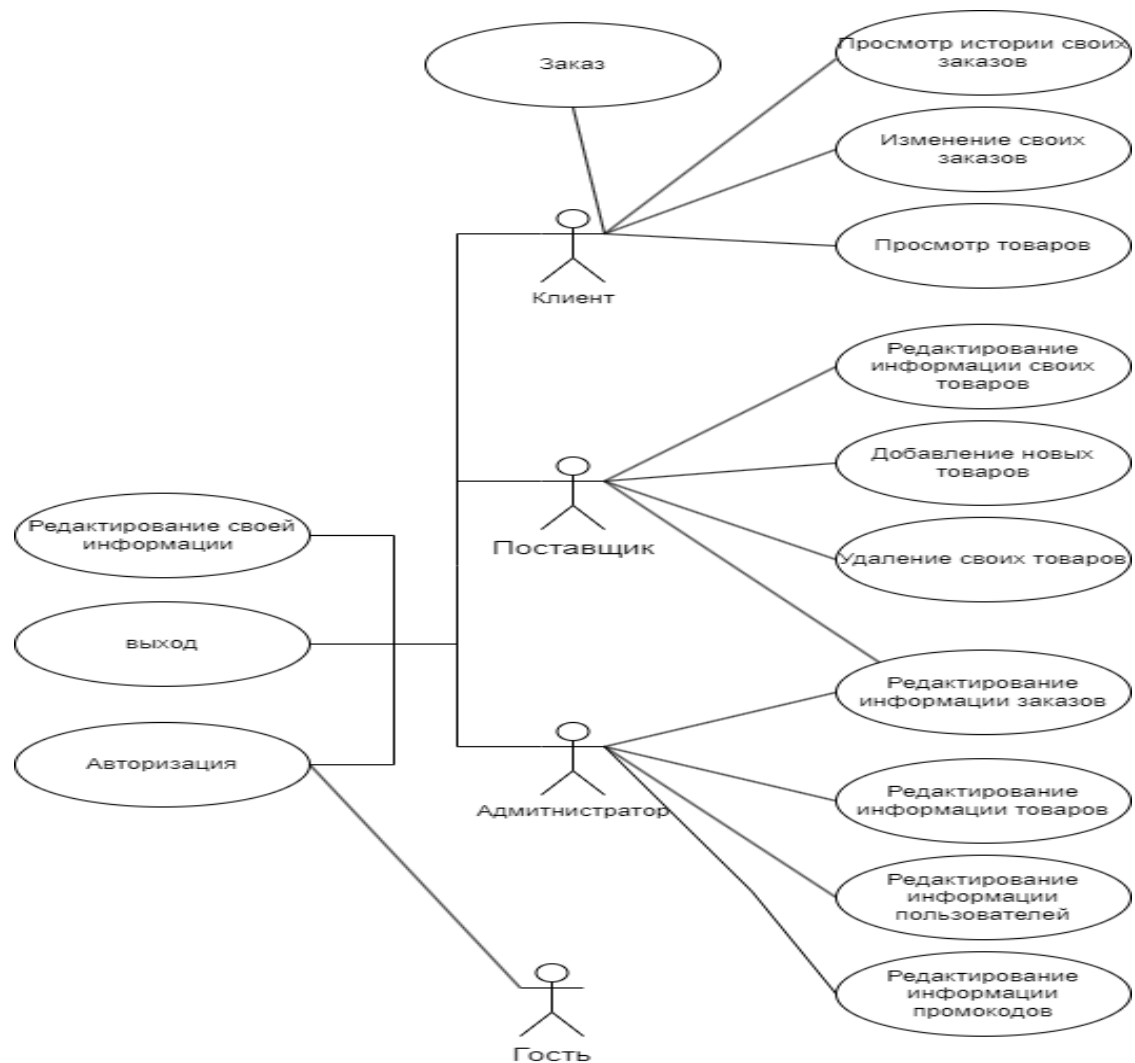 Заказ
Просмотр истории своих
заказов
Изменение своих
заказов
Просмотр товаров
Клиент
Редактирование
информации своих
товаров
Добавление новых
товаров
Поставщик
Удаление своих товаров
Редактирование своей
информации
выход
Авторизация
Редактирование
информации заказов
Адмитнистратор
Редактирование
информации товаров
Редактирование
информации
пользователей
Редактирование
информации
промокодов
Гость